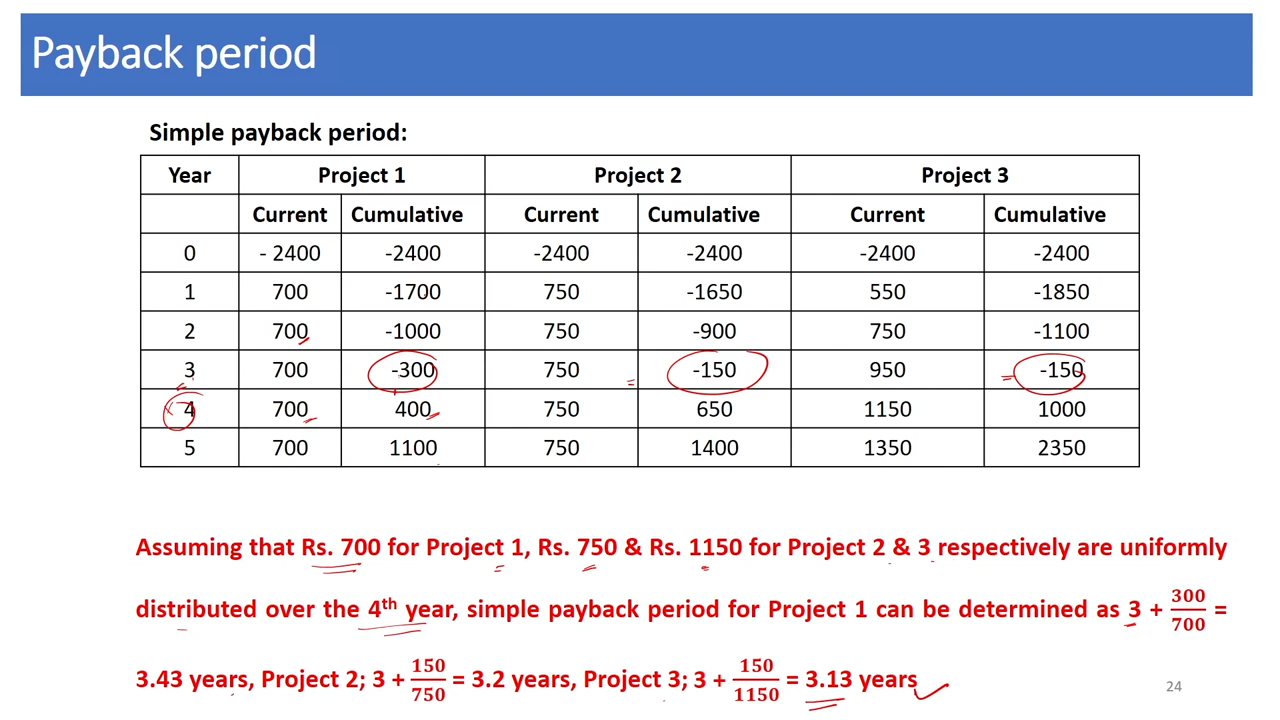 Payback period
Simple payback period:
Year Project 1 Project 2 Project 3
Current Cumulative Current Cumulative Current Cumulative
0 - 2400 -2400 -2400 -2400 -2400 -2400
1 700 -1700 750 -1650 550 -1850
2 700 -1000 750 -900 750 -1100
3 700 -300 750 -150 950 -150
4 700 400 750 650 1150 1000
5 700 1100 750 1400 1350 2350
Assuming that Rs. 700 for Project 1, Rs. 750 & Rs. 1150 for Project 2 & 3 respectively are uniformly
distributed over the 4th year, simple payback period for Project 1 can be determined as 3 + 300/700 =
3.43 years, Project 2; 3 + 150/750 = 3.2 years, Project 3; 3 + 150/1150 = 3.13 years
24